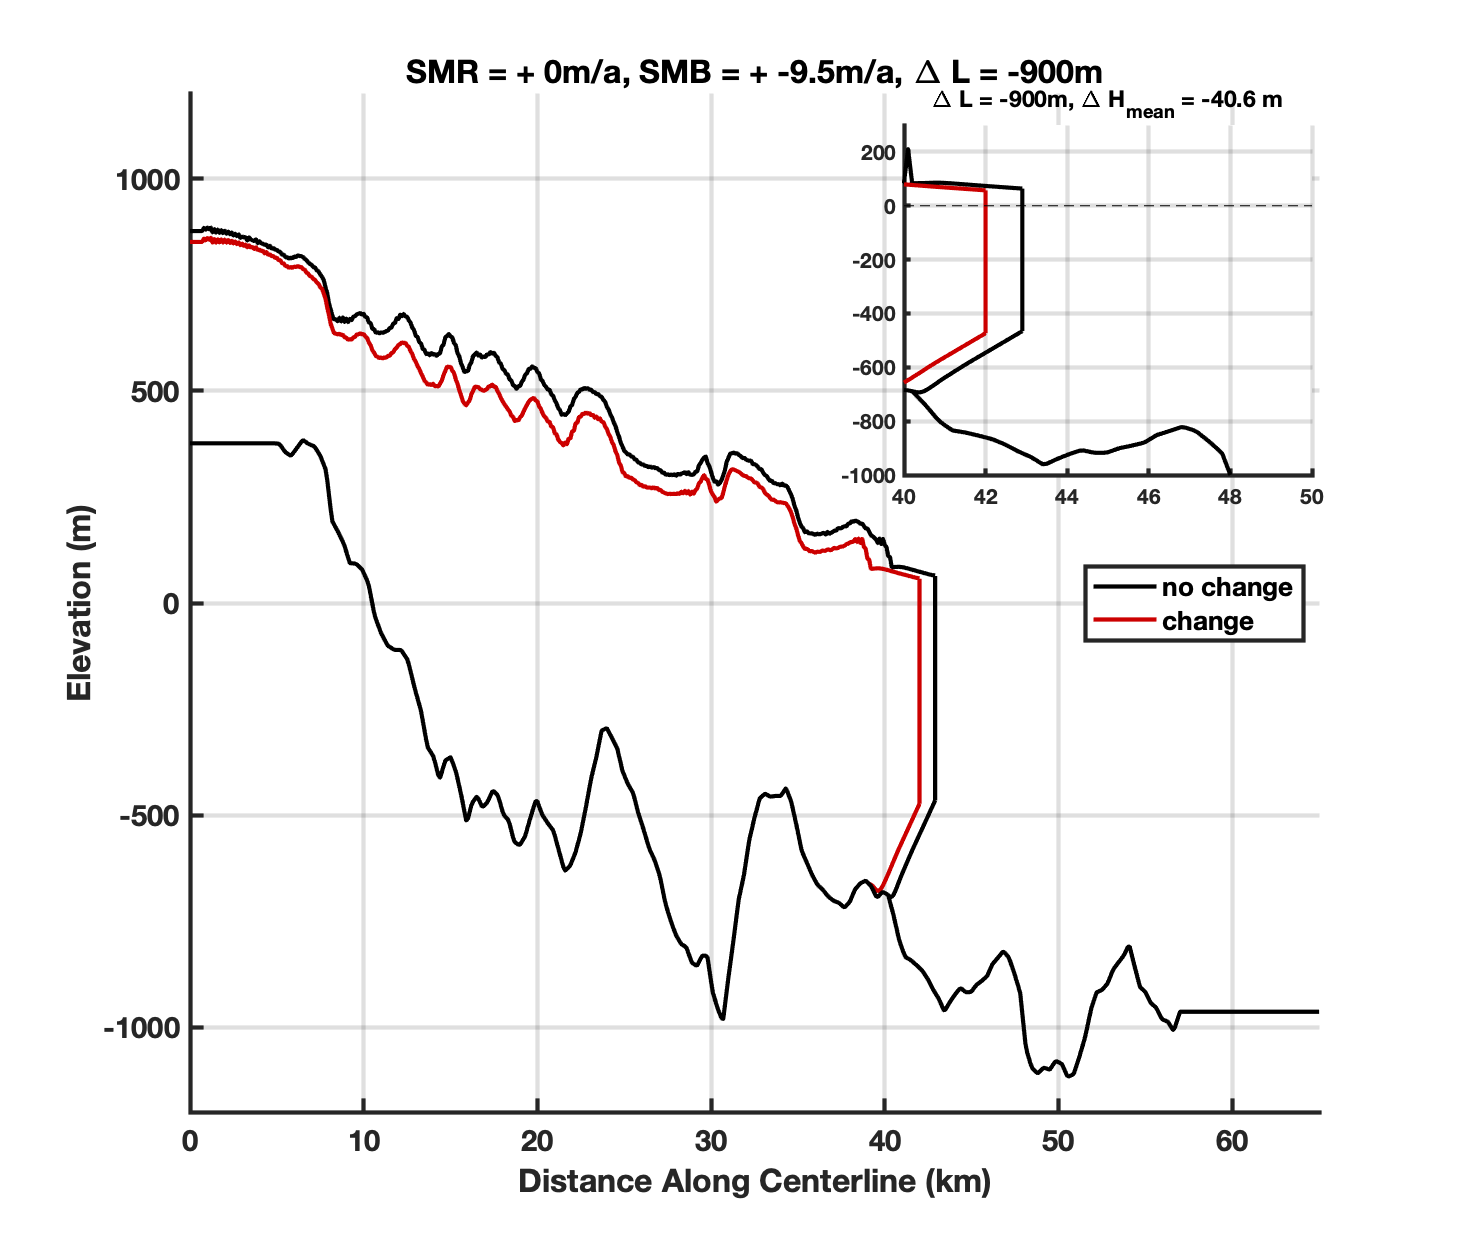 SMR = + 0m/a, SMB = + -9.5m/a, Δ L = -900m
Δ L = -900m, Δ H_mean = -40.6 m
200
0
-200
-400
-600
-800
-1000
40 42 44 46 48 50
1000
500
0
-500
-1000
Elevation (m)
no change
change
0 10 20 30 40 50 60
Distance Along Centerline (km)